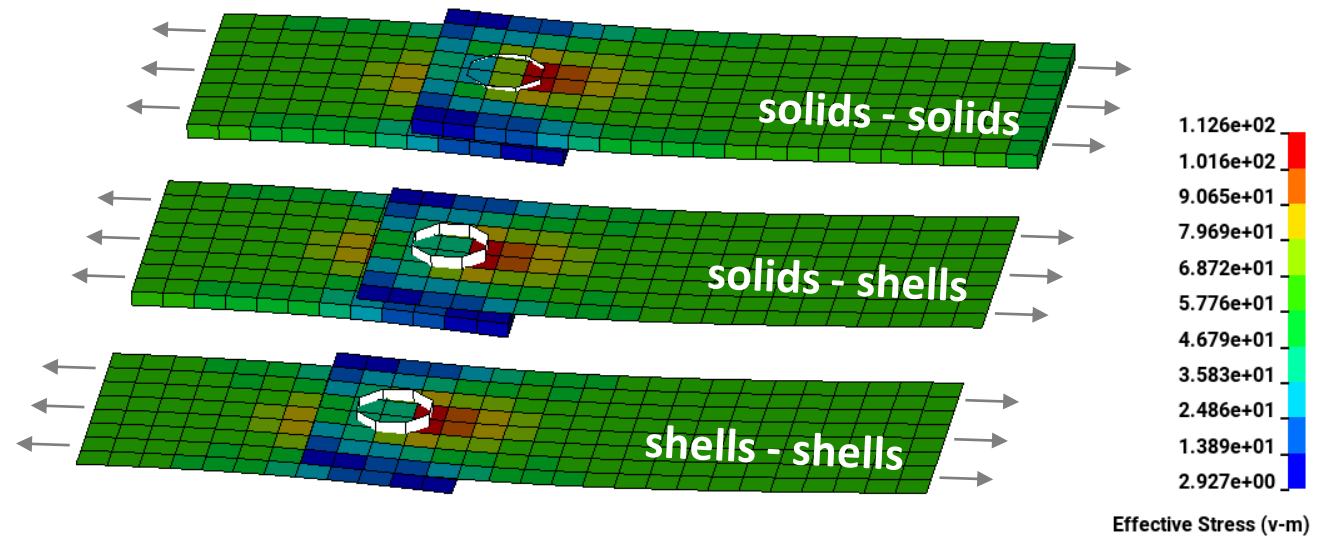 solids - solids
solids - shells
shells - shells
1.126e+02
1.016e+02
9.065e+01
7.969e+01
6.872e+01
5.776e+01
4.679e+01
3.583e+01
2.486e+01
1.389e+01
2.927e+00
Effective Stress (v-m)